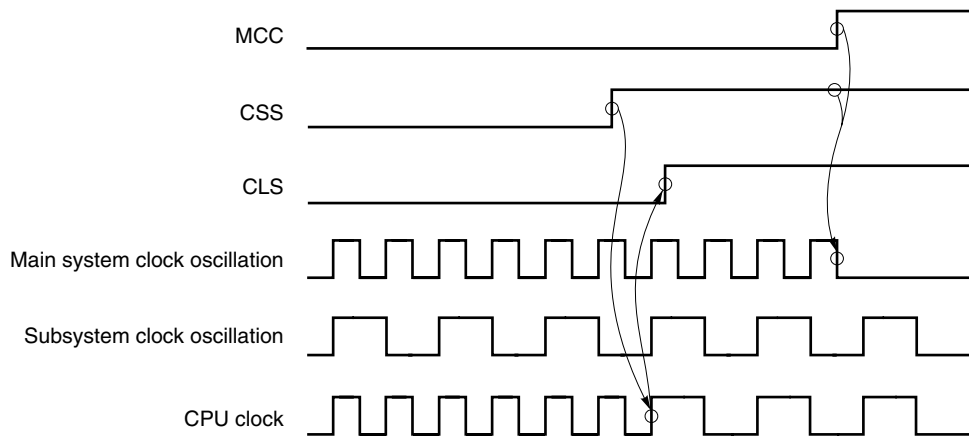 MCC
CSS
CLS
Main system clock oscillation
Subsystem clock oscillation
CPU clock